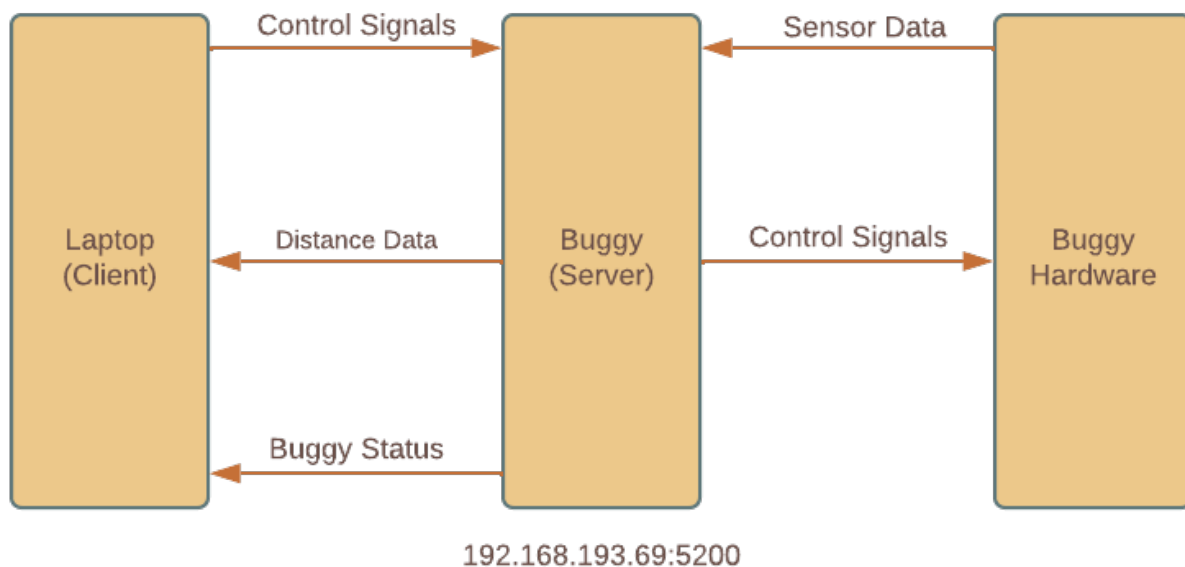 Control Signals
Sensor Data
Laptop
(Client)
Distance Data
Buggy
(Server)
Control Signals
Buggy
Hardware
Buggy Status
192.168.193.69:5200